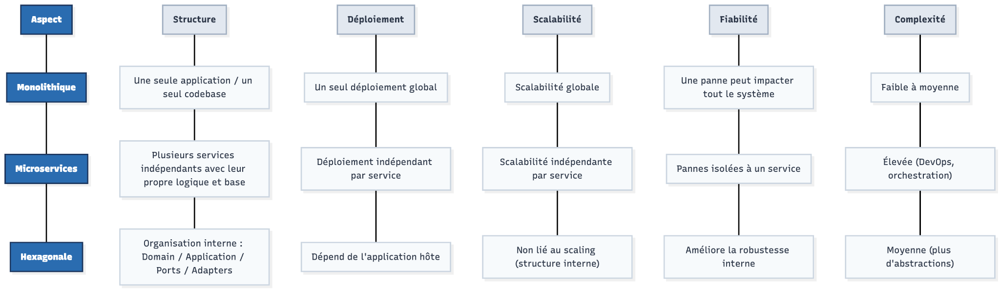 Aspect
Structure
Déploiement
Scalabilité
Fiabilité
Complexité
Monolithique
Une seule application / un
seul codebase
Un seul déploiement global
Scalabilité globale
Une panne peut impacter
tout le système
Faible à moyenne
Microservices
Plusieurs services
indépendants avec leur
propre logique et base
Déploiement indépendant
par service
Scalabilité indépendante
par service
Pannes isolées à un service
Élevée (DevOps,
orchestration)
Hexagonale
Organisation interne :
Domain / Application /
Ports / Adapters
Dépend de l'application hôte
Non lié au scaling
(structure interne)
Améliore la robustesse
interne
Moyenne (plus
d'abstractions)